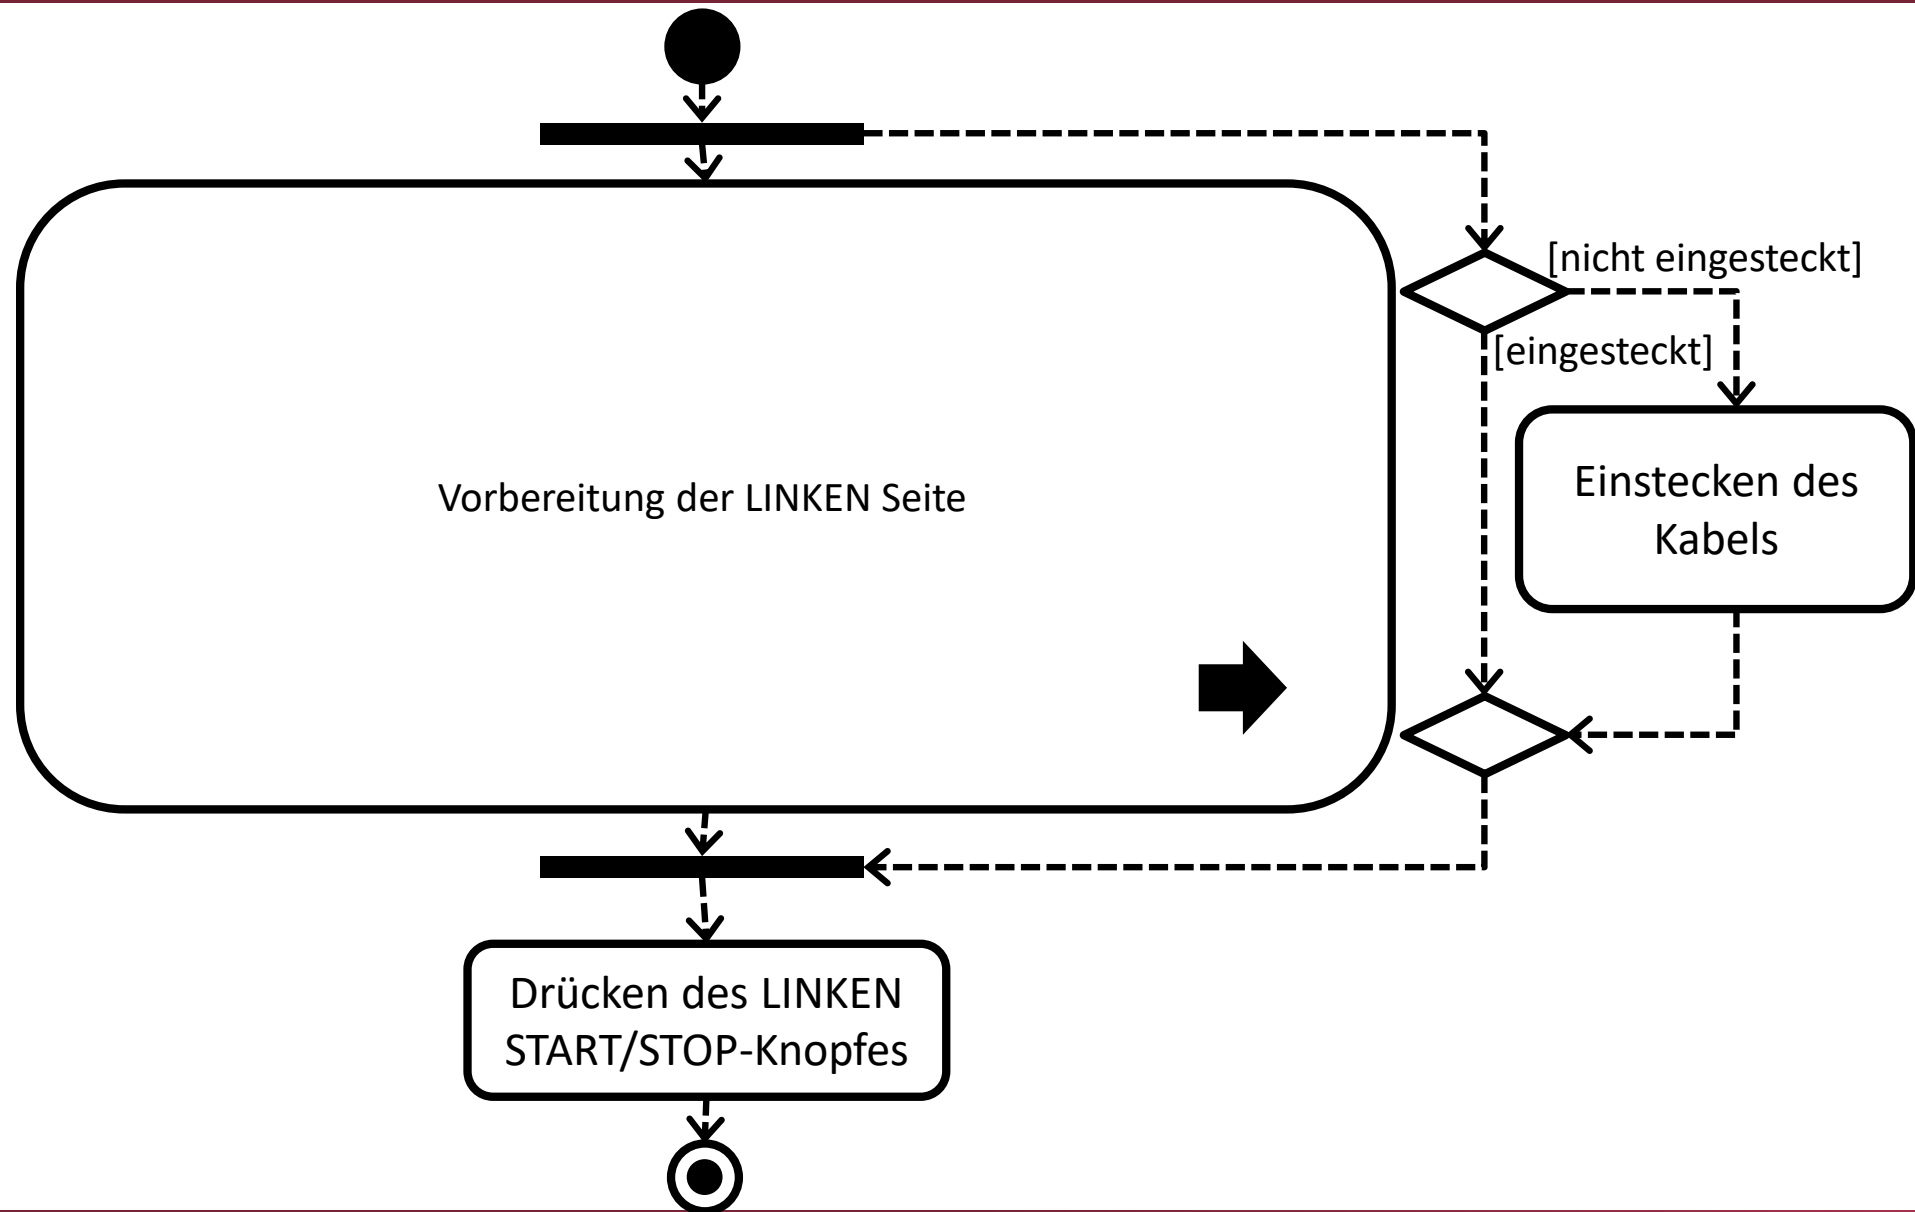 [nicht eingesteckt]
[eingesteckt]
Vorbereitung der LINKEN Seite
Einstecken des
Kabels
Drücken des LINKEN
START/STOP-Knopfes